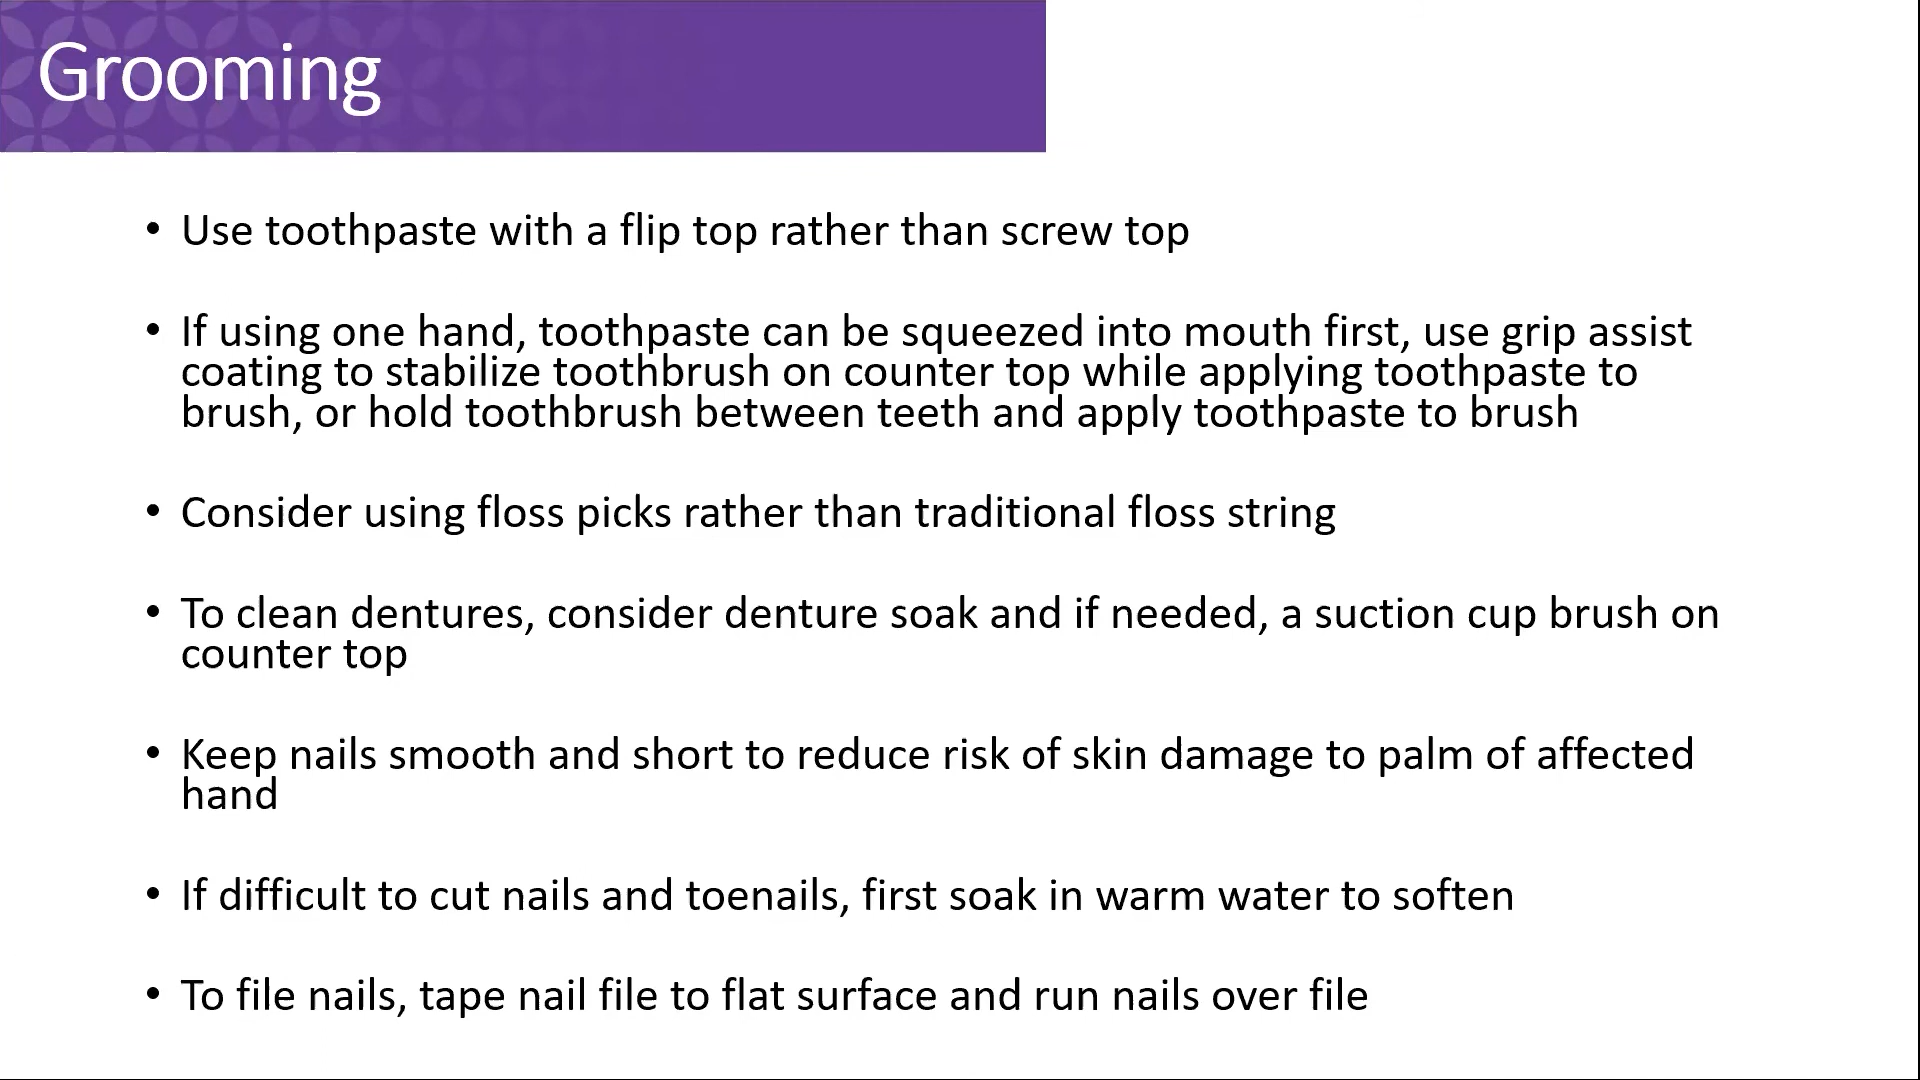 Grooming
• Use toothpaste with a flip top rather than screw top
• If using one hand, toothpaste can be squeezed into mouth first, use grip assist
coating to stabilize toothbrush on counter top while applying toothpaste to
brush, or hold toothbrush between teeth and apply toothpaste to brush
• Consider using floss picks rather than traditional floss string
• To clean dentures, consider denture soak and if needed, a suction cup brush on
counter top
• Keep nails smooth and short to reduce risk of skin damage to palm of affected
hand
• If difficult to cut nails and toenails, first soak in warm water to soften
• To file nails, tape nail file to flat surface and run nails over file